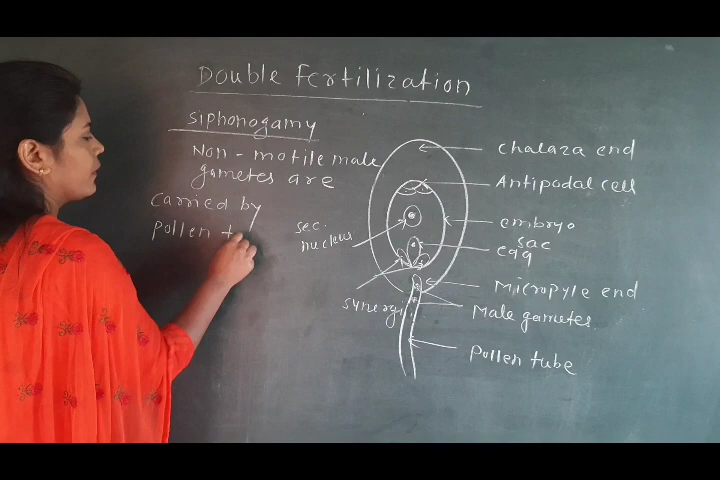 Double Fertilization
Siphonogamy
Non-motile male
gametes are
Carried by
Pollen t
sec.
nucleus
synergi
Chalaza end
Antipodal cell
embryo
sac
egg
Micropyle end
Male gametes
Pollen tube